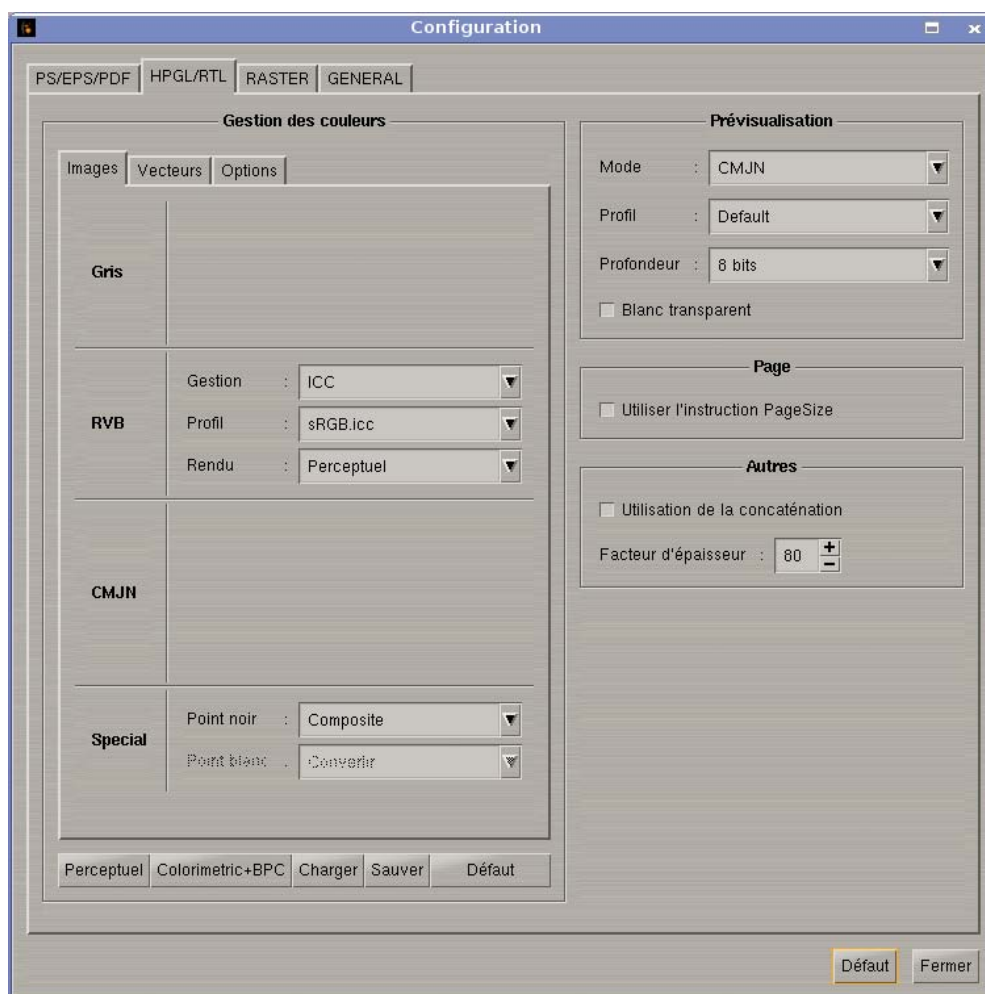 Configuration
PS/EPS/PDF HPGL/RTL RASTER GENERAL
Gestion des couleurs
Images Vecteurs Options
Gris
RVB
Gestion : ICC
Profil : sRGB.icc
Rendu : Perceptuel
CMJN
Special
Point noir : Composite
Point blanc : Convertir
Perceptuel Colorimetric+BPC Charger Sauver Défaut
Prévisualisation
Mode : CMJN
Profil : Default
Profondeur : 8 bits
Blanc transparent
Page
Utiliser l'instruction PageSize
Autres
Utilisation de la concaténation
Facteur d'épaisseur : 80
Défaut Fermer